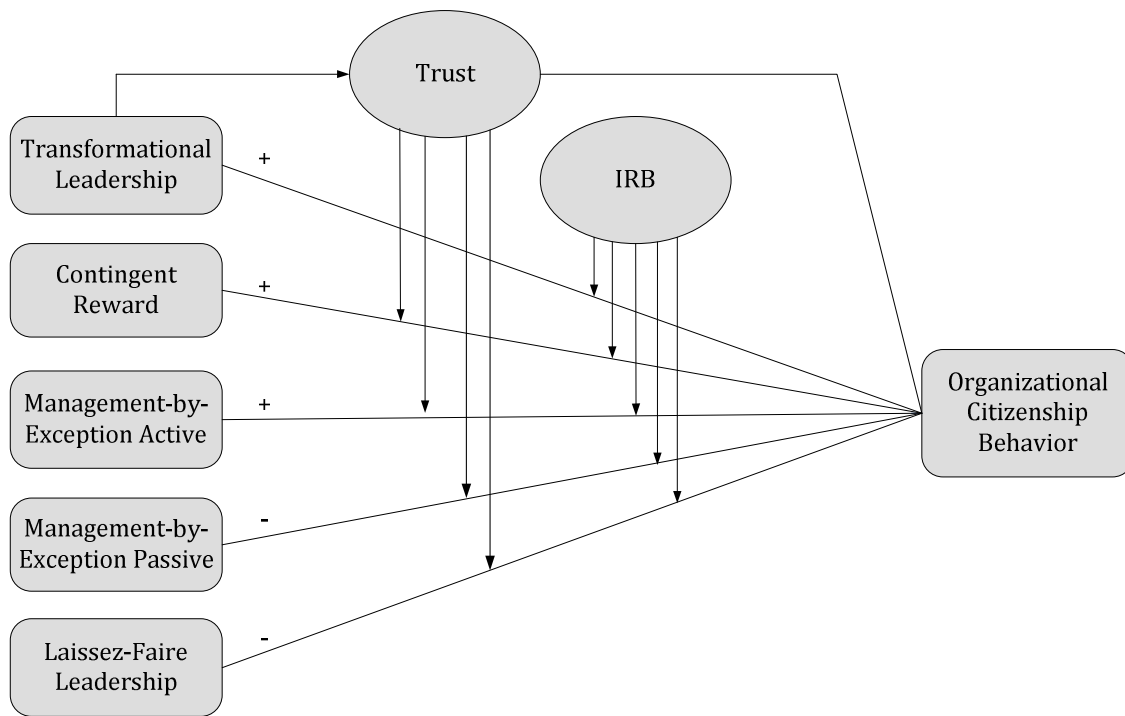 Trust
Transformational
Leadership
+
IRB
Contingent
Reward
+
Management-by-
Exception Active
+
Organizational
Citizenship
Behavior
Management-by-
Exception Passive
-
Laissez-Faire
Leadership
-